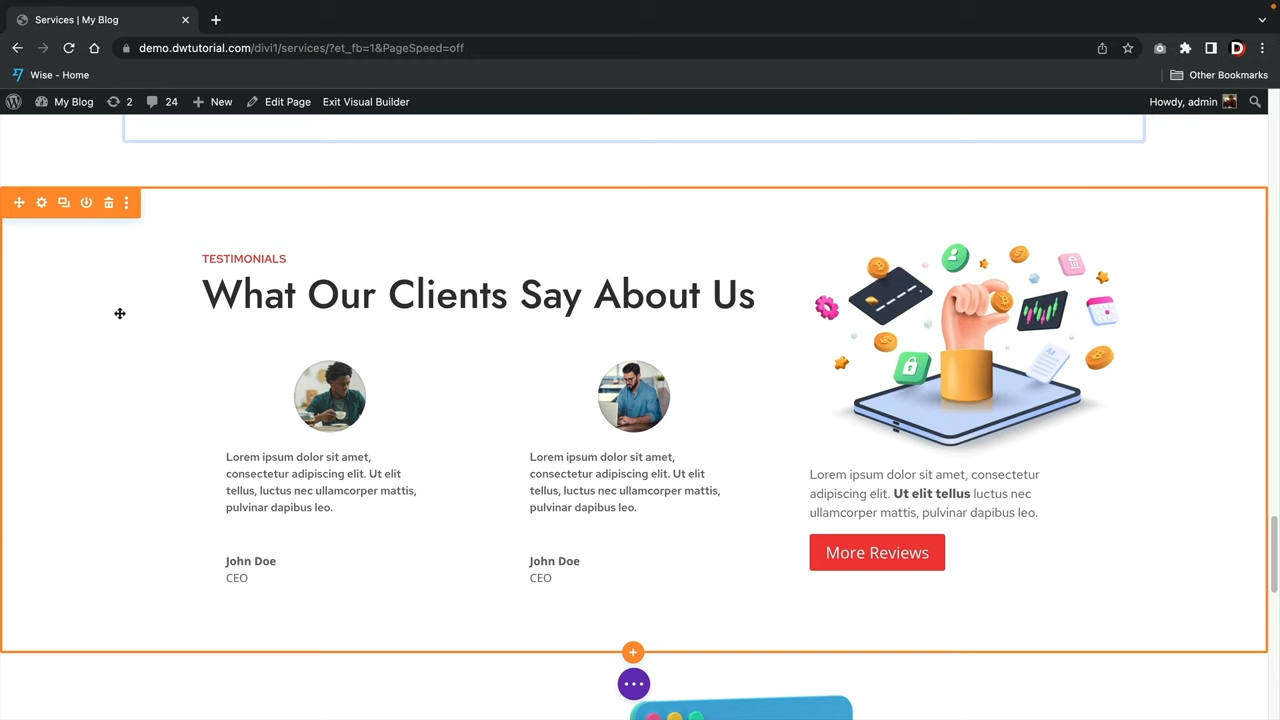 Services | My Blog
demo.dwtutorial.com/divi1/services/?et_fb=1&PageSpeed=off
D
Wise - Home
Other Bookmarks
My Blog 2 24 New Edit Page Exit Visual Builder
Howdy, admin
TESTIMONIALS
What Our Clients Say About Us
Lorem ipsum dolor sit amet,
consectetur adipiscing elit. Ut elit
tellus, luctus nec ullamcorper mattis,
pulvinar dapibus leo.
John Doe
CEO
Lorem ipsum dolor sit amet,
consectetur adipiscing elit. Ut elit
tellus, luctus nec ullamcorper mattis,
pulvinar dapibus leo.
John Doe
CEO
Lorem ipsum dolor sit amet, consectetur
adipiscing elit. Ut elit tellus luctus nec
ullamcorper mattis, pulvinar dapibus leo.
More Reviews